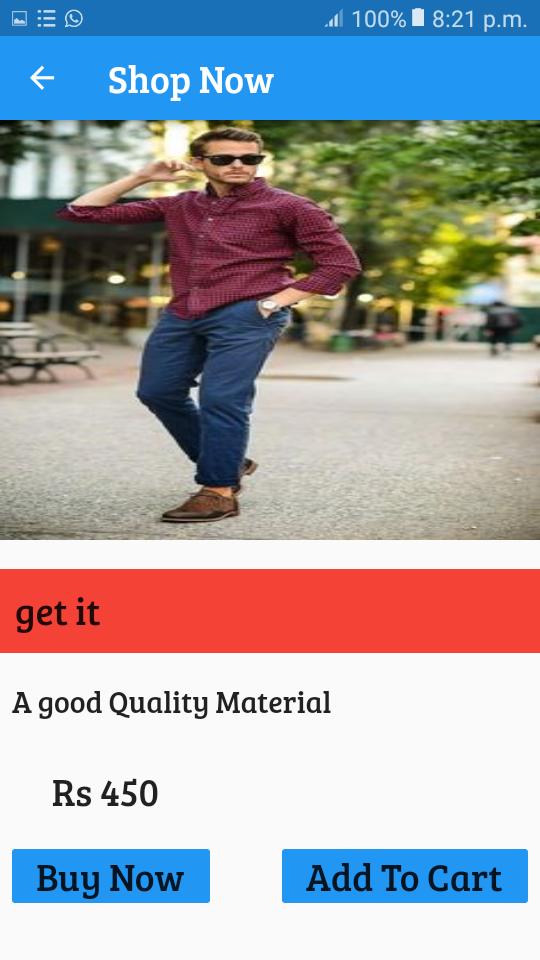 100% 8:21 p.m.
Shop Now
get it
A good Quality Material
Rs 450
Buy Now Add To Cart